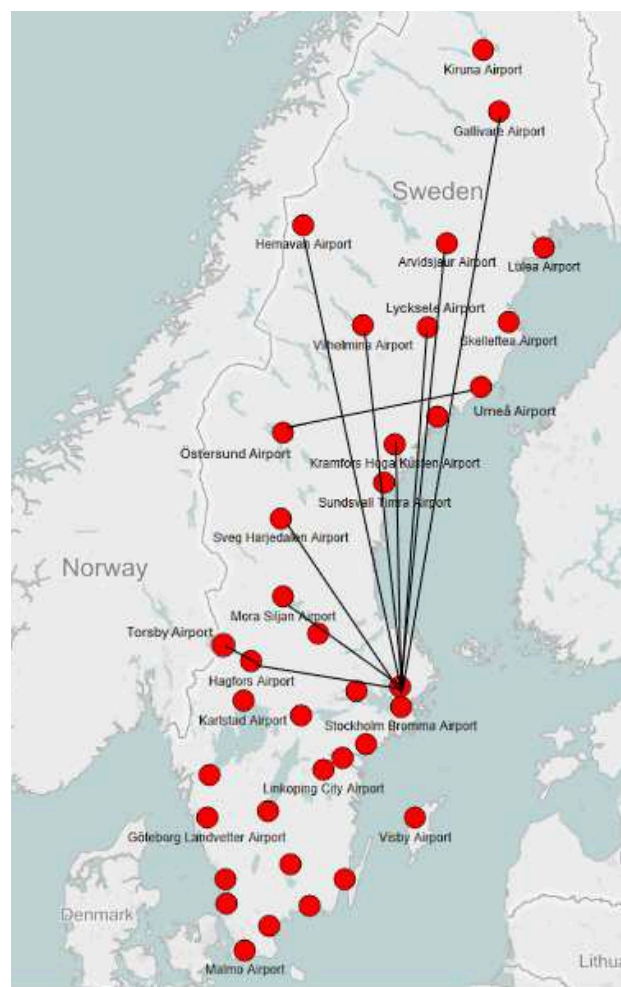 Kiruna Airport
Gallivare Airport
Sweden
Hemavan Airport
Arvidsjaur Airport
Lulea Airport
Lycksele Airport
Vilhelmina Airport
Skelleftea Airport
Umeå Airport
Östersund Airport
Kramfors Hoga Kusten Airport
Sundsvall Timra Airport
Sveg Harjedalen Airport
Norway
Mora Siljan Airport
Torsby Airport
Hagfors Airport
Karlstad Airport
Stockholm Bromma Airport
Linkoping City Airport
Göteborg Landvetter Airport
Visby Airport
Denmark
Lithua
Malmo Airport